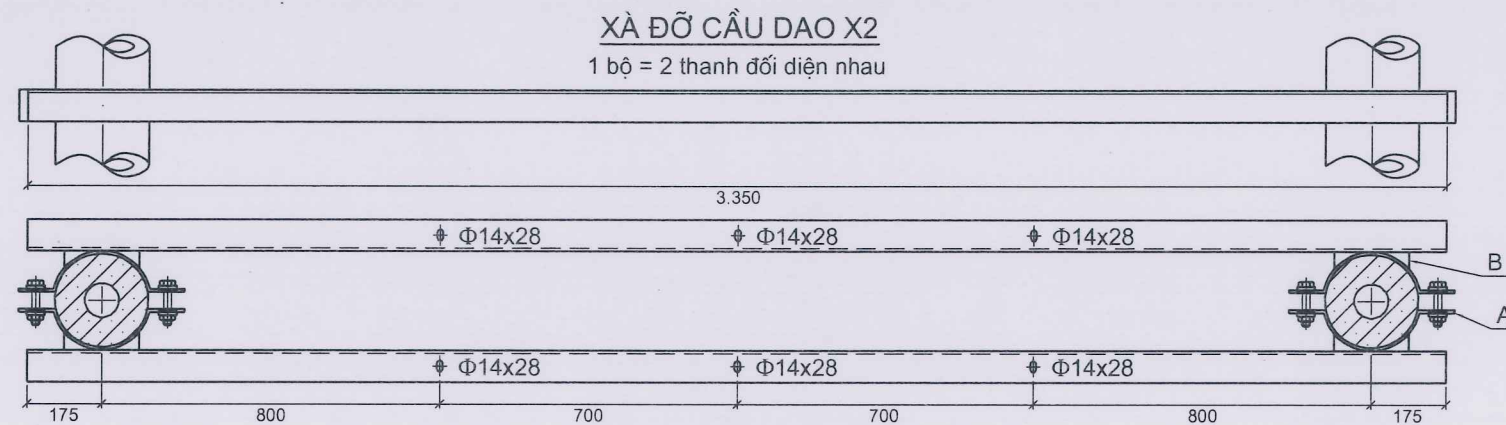 XÀ ĐỠ CẦU DAO X2
1 bộ = 2 thanh đối diện nhau
3.350
Φ14x28 Φ14x28 Φ14x28
B
A
Φ14x28 Φ14x28 Φ14x28
175 800 700 700 800 175